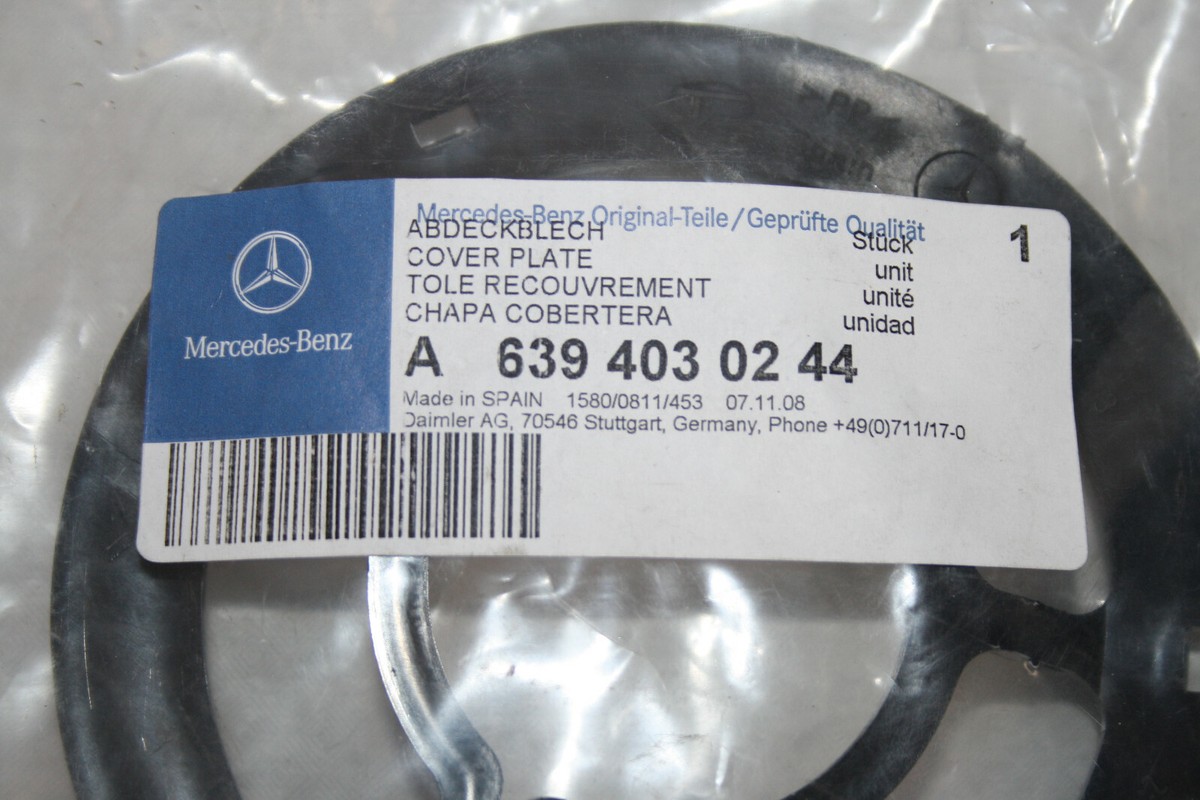 Mercedes-Benz
Mercedes-Benz Original-Teile/Geprüfte Qualität
ABDECKBLECH Stück 1
COVER PLATE unit
TOLE RECOUVREMENT unité
CHAPA COBERTERA unidad
A 639 403 02 44
Made in SPAIN 1580/0811/453 07.11.08
Daimler AG, 70546 Stuttgart, Germany, Phone +49(0)711/17-0